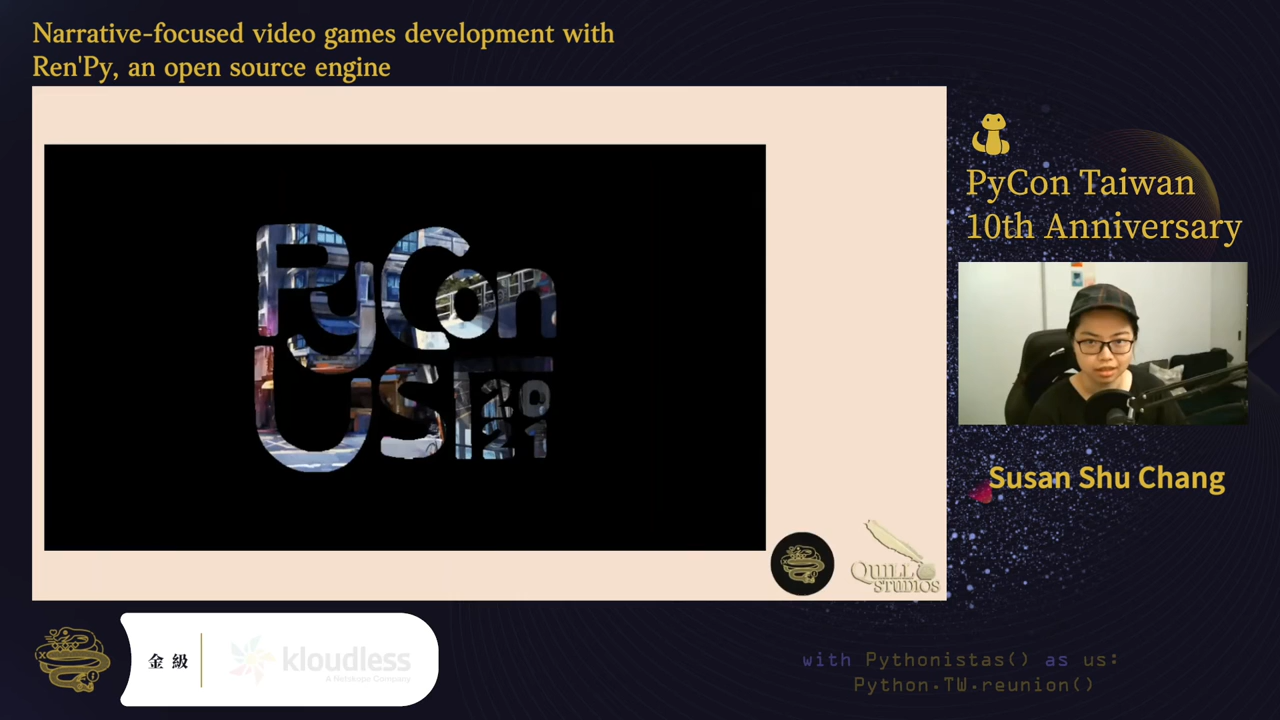 Narrative-focused video games development with
Ren'Py, an open source engine
PyCon
US 20
21
PyCon Taiwan
10th Anniversary
Susan Shu Chang
QUILL
STUDIOS
金級
kloudless
A Netskope Company
with Pythonistas() as us:
Python.TW.reunion()